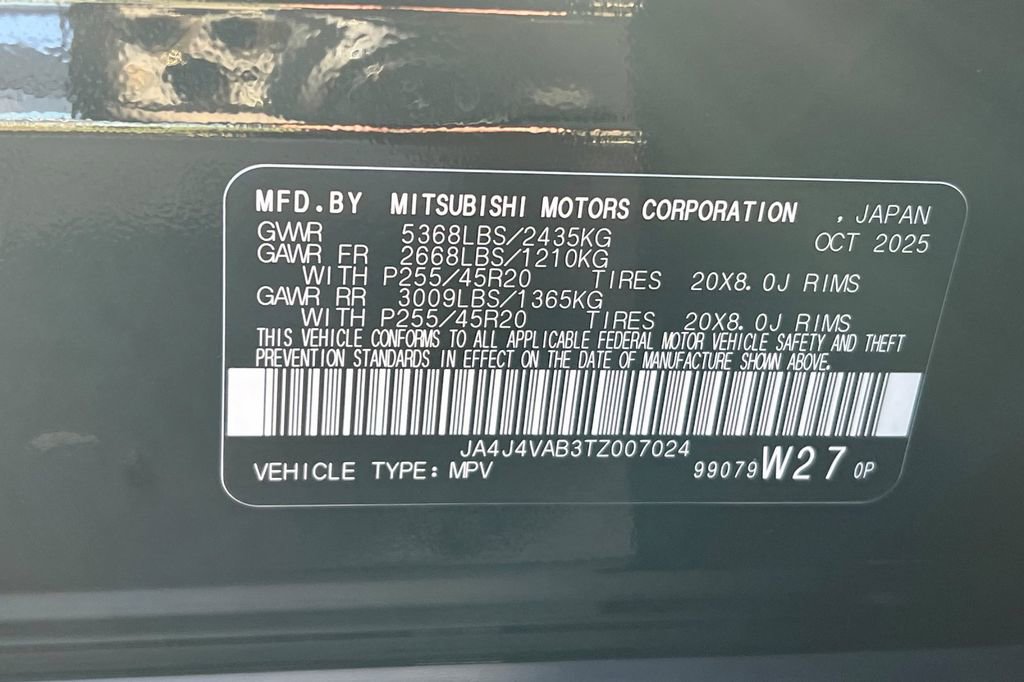 MFD.BY MITSUBISHI MOTORS CORPORATION , JAPAN
GVWR 5368LBS/2435KG OCT 2025
GAWR FR 2668LBS/1210KG
WITH P255/45R20 TIRES 20X8.0J RIMS
GAWR RR 3009LBS/1365KG
WITH P255/45R20 TIRES 20X8.0J RIMS
THIS VEHICLE CONFORMS TO ALL APPLICABLE FEDERAL MOTOR VEHICLE SAFETY AND THEFT
PREVENTION STANDARDS IN EFFECT ON THE DATE OF MANUFACTURE SHOWN ABOVE.
JA4J4VAB3TZ007024
VEHICLE TYPE: MPV 99079 W27 OP